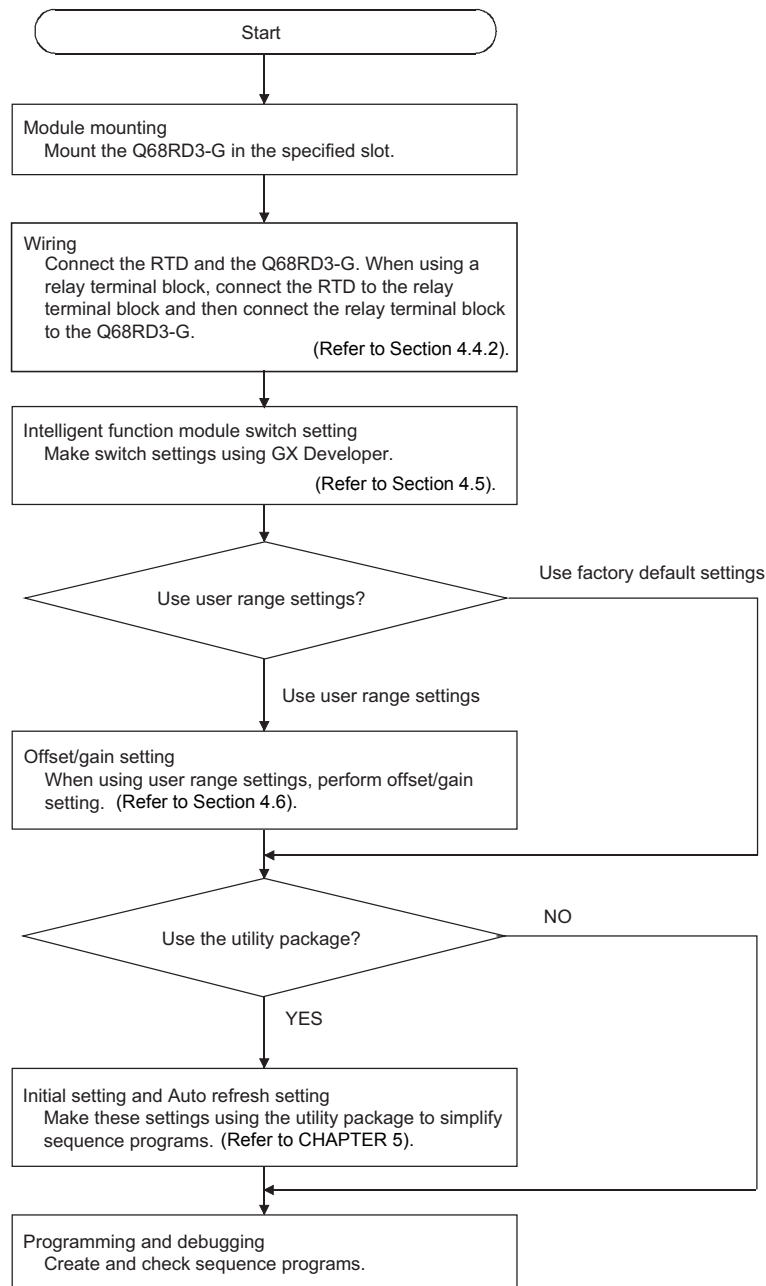 Start
Module mounting
Mount the Q68RD3-G in the specified slot.
Wiring
Connect the RTD and the Q68RD3-G. When using a
relay terminal block, connect the RTD to the relay
terminal block and then connect the relay terminal block
to the Q68RD3-G.
(Refer to Section 4.4.2).
Intelligent function module switch setting
Make switch settings using GX Developer.
(Refer to Section 4.5).
Use user range settings?
Use factory default settings
Use user range settings
Offset/gain setting
When using user range settings, perform offset/gain
setting. (Refer to Section 4.6).
Use the utility package?
NO
YES
Initial setting and Auto refresh setting
Make these settings using the utility package to simplify
sequence programs. (Refer to CHAPTER 5).
Programming and debugging
Create and check sequence programs.